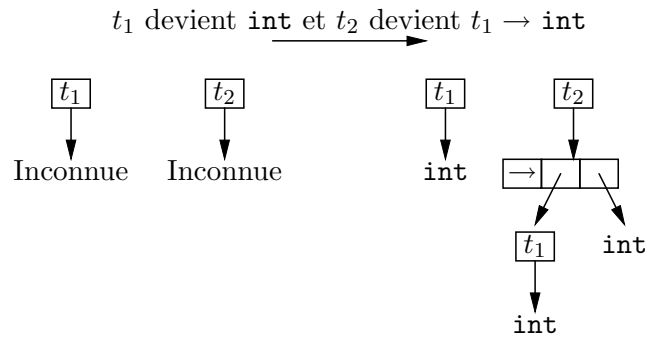 t₁ devient int et t₂ devient t₁ → int
t₁ t₂ t₁ t₂
Inconnue Inconnue int →
t₁ int
int